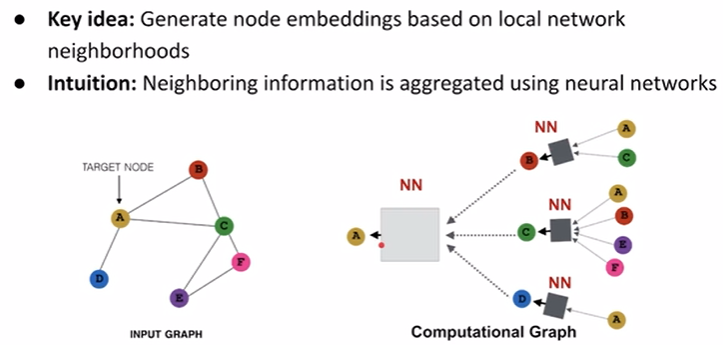 ● Key idea: Generate node embeddings based on local network
neighborhoods
● Intuition: Neighboring information is aggregated using neural networks
TARGET NODE
A
B
C
D
E
F
INPUT GRAPH
NN
A
NN
B
A
C
NN
C
A
B
E
F
NN
D
A
Computational Graph